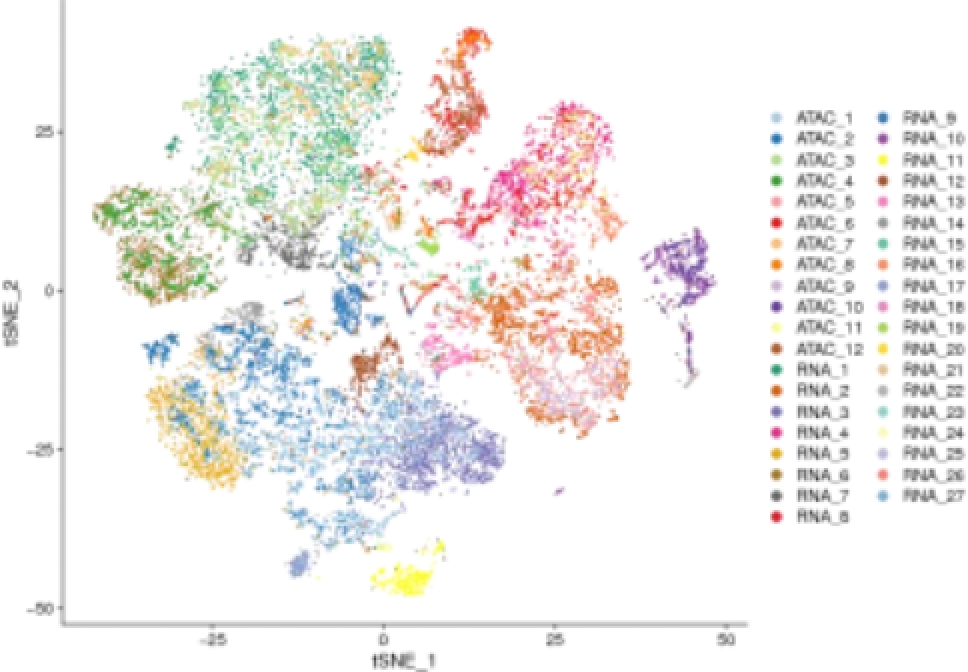 25
0
-25
-50
tSNE_2
-25
0
25
50
tSNE_1
ATAC_1
ATAC_2
ATAC_3
ATAC_4
ATAC_5
ATAC_6
ATAC_7
ATAC_8
ATAC_9
ATAC_10
ATAC_11
ATAC_12
RNA_1
RNA_2
RNA_3
RNA_4
RNA_5
RNA_6
RNA_7
RNA_8
RNA_9
RNA_10
RNA_11
RNA_12
RNA_13
RNA_14
RNA_15
RNA_16
RNA_17
RNA_18
RNA_19
RNA_20
RNA_21
RNA_22
RNA_23
RNA_24
RNA_25
RNA_26
RNA_27